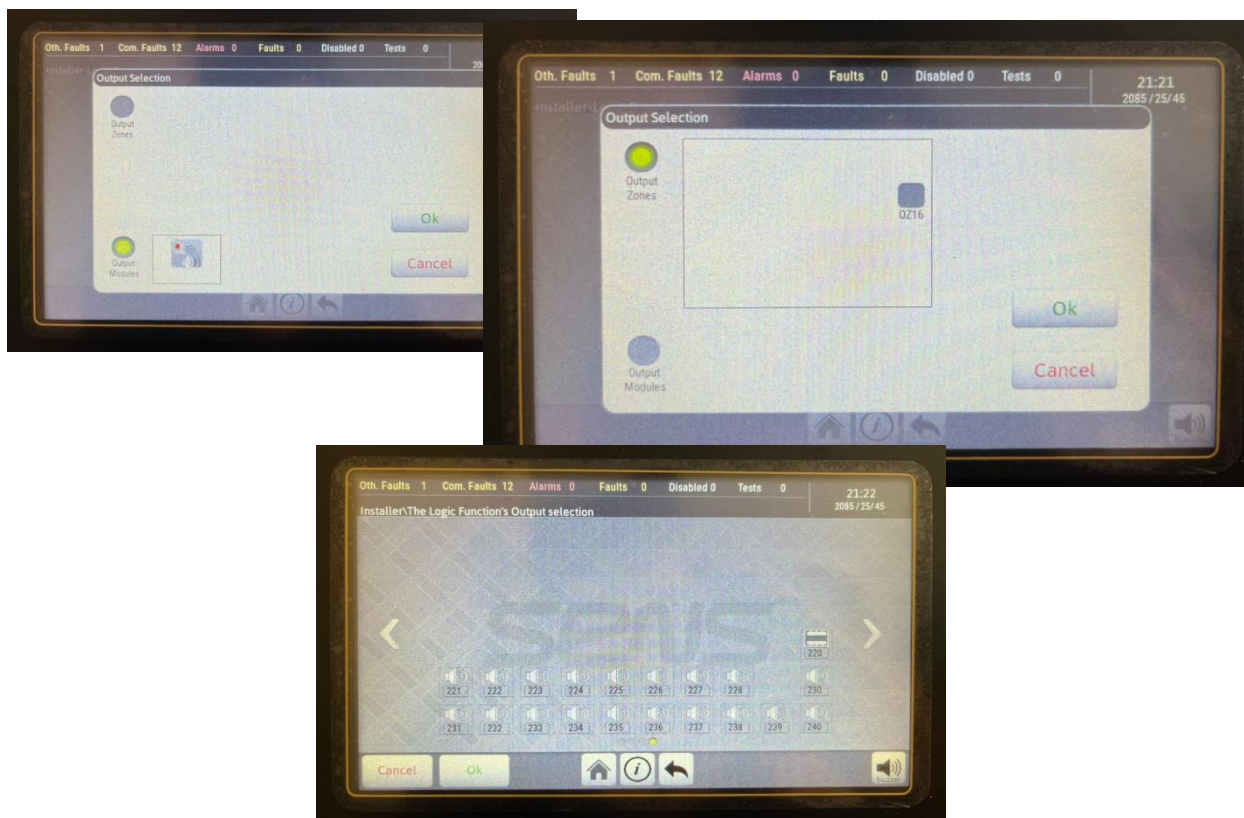 Oth. Faults 1 Com. Faults 12 Alarms 0 Faults 0 Disabled 0 Tests 0
Output Selection
Output
Zones
Ok
Output
Modules
Cancel
Oth. Faults 1 Com. Faults 12 Alarms 0 Faults 0 Disabled 0 Tests 0
21:21
2085/25/45
Output Selection
Output
Zones
OZ16
Ok
Output
Modules
Cancel
Oth. Faults 1 Com. Faults 12 Alarms 0 Faults 0 Disabled 0 Tests 0
21:22
2085/25/45
Installer\The Logic Function's Output selection
220
221 222 223 224 225 226 227 228 230
231 232 233 234 235 236 237 238 239 240
Cancel Ok